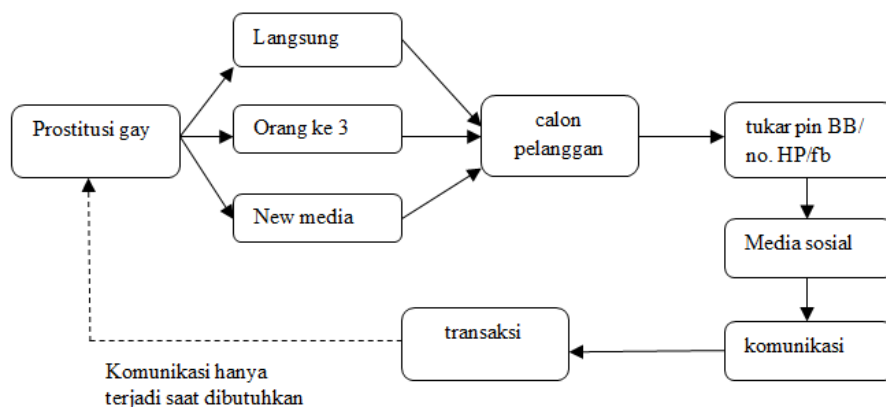 Langsung
Prostitusi gay
Orang ke 3
New media
calon
pelanggan
tukar pin BB/
no. HP/fb
Media sosial
komunikasi
transaksi
Komunikasi hanya
terjadi saat dibutuhkan